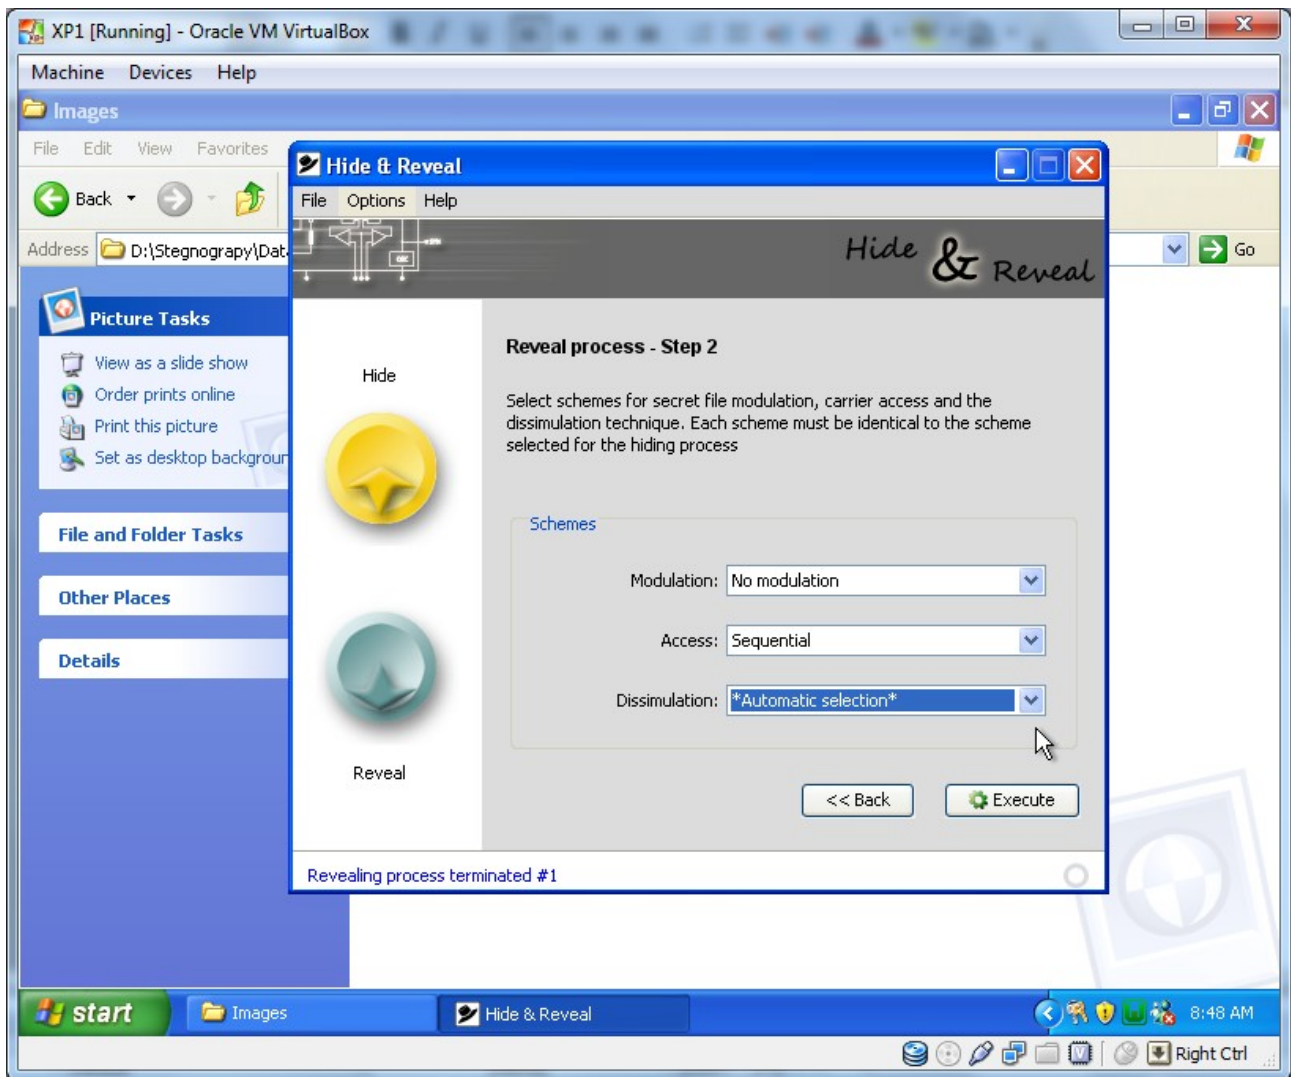 XP1 [Running] - Oracle VM VirtualBox
Machine Devices Help
Images
File Edit View Favorites
Back
Address D:\Stegnograpy\Dat
Go
Picture Tasks
View as a slide show
Order prints online
Print this picture
Set as desktop backgroun
File and Folder Tasks
Other Places
Details
Hide & Reveal
File Options Help
Hide & Reveal
Hide
Reveal
Reveal process - Step 2
Select schemes for secret file modulation, carrier access and the
dissimulation technique. Each scheme must be identical to the scheme
selected for the hiding process
Schemes
Modulation: No modulation
Access: Sequential
Dissimulation: *Automatic selection*
<< Back Execute
Revealing process terminated #1
start Images Hide & Reveal 8:48 AM
Right Ctrl